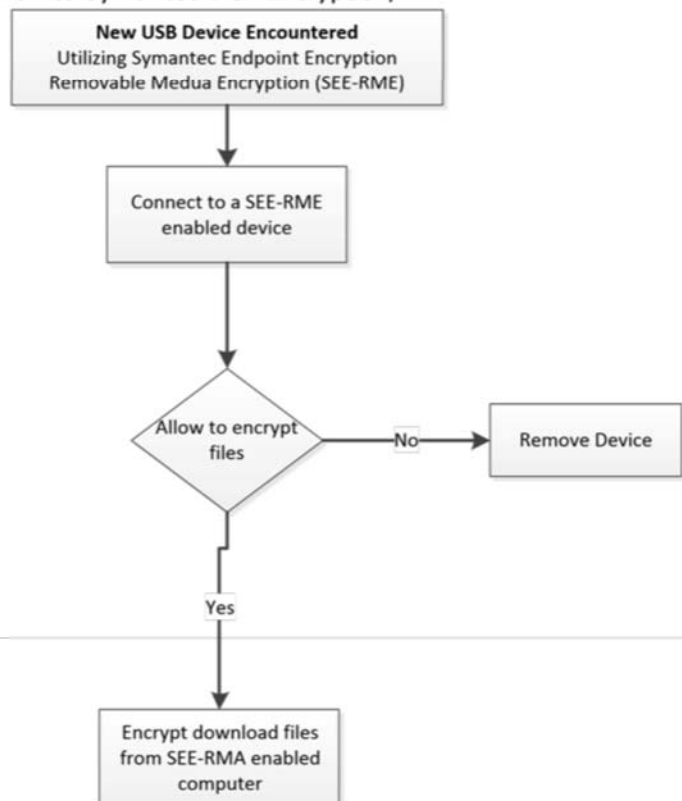 New USB Device Encountered
Utilizing Symantec Endpoint Encryption
Removable Medua Encryption (SEE-RME)
Connect to a SEE-RME
enabled device
Allow to encrypt
files
No
Remove Device
Yes
Encrypt download files
from SEE-RMA enabled
computer